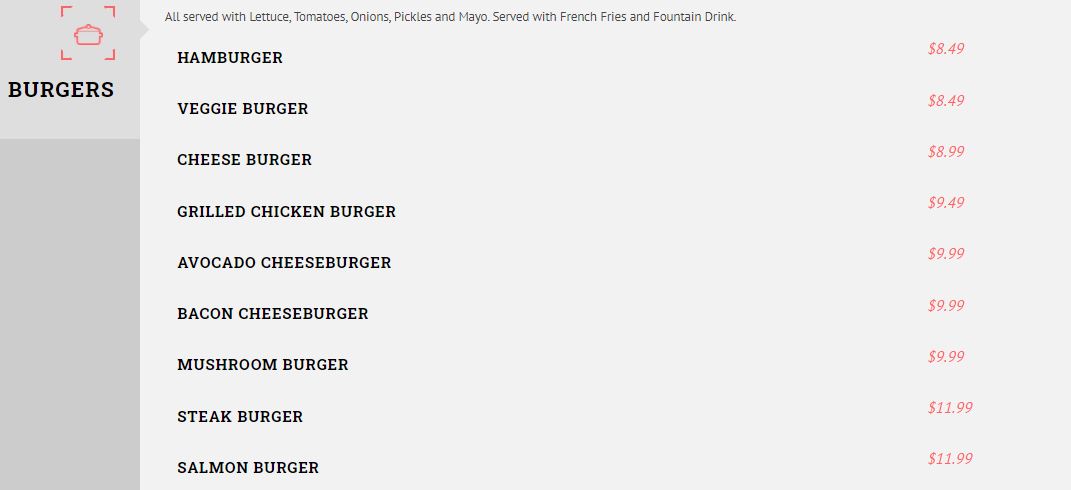 All served with Lettuce, Tomatoes, Onions, Pickles and Mayo. Served with French Fries and Fountain Drink.
BURGERS
HAMBURGER $8.49
VEGGIE BURGER $8.49
CHEESE BURGER $8.99
GRILLED CHICKEN BURGER $9.49
AVOCADO CHEESEBURGER $9.99
BACON CHEESEBURGER $9.99
MUSHROOM BURGER $9.99
STEAK BURGER $11.99
SALMON BURGER $11.99